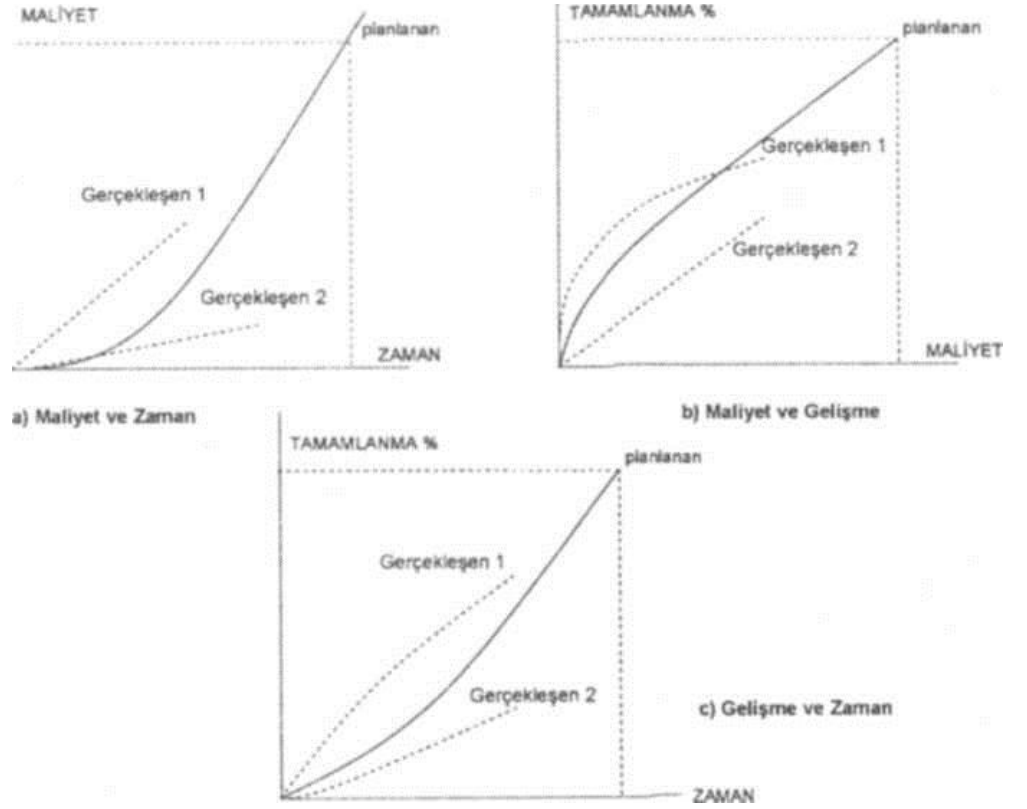 MALİYET
planlanan
Gerçekleşen 1
Gerçekleşen 2
ZAMAN
a) Maliyet ve Zaman
TAMAMLANMA %
planlanan
Gerçekleşen 1
Gerçekleşen 2
MALİYET
b) Maliyet ve Gelişme
TAMAMLANMA %
planlanan
Gerçekleşen 1
Gerçekleşen 2
c) Gelişme ve Zaman
ZAMAN